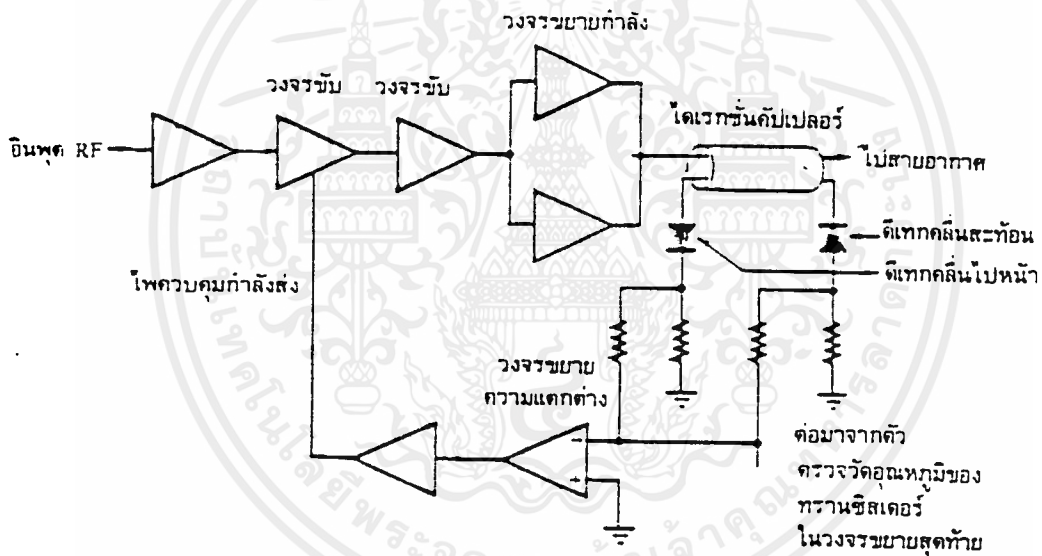 วงจรขยายกำลัง
วงจรขับ วงจรขับ
ไดเรกชั่นคัปเปลอร์
อินพุต RF
ไปสายอากาศ
ดีเทกคลื่นสะท้อน
ดีเทกคลื่นไปหน้า
ไฟควบคุมกำลังส่ง
วงจรขยาย
ความแตกต่าง
ต่อมาจากตัว
ตรวจวัดอุณหภูมิของ
ทรานซิสเตอร์
ในวงจรขยายสุดท้าย